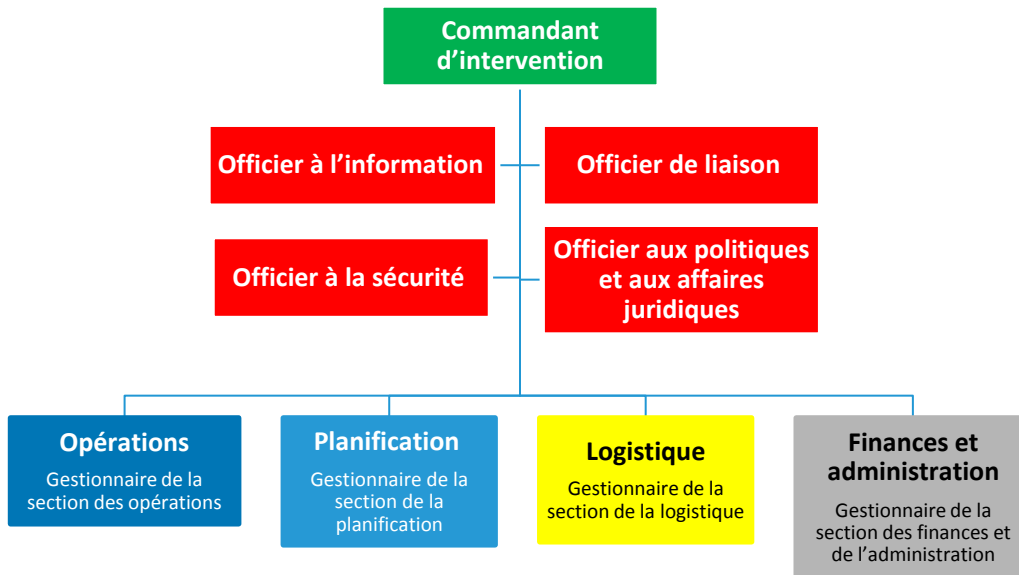 Commandant
d’intervention
Officier à l’information
Officier de liaison
Officier à la sécurité
Officier aux politiques
et aux affaires
juridiques
Opérations
Gestionnaire de la
section des opérations
Planification
Gestionnaire de la
section de la
planification
Logistique
Gestionnaire de la
section de la logistique
Finances et
administration
Gestionnaire de la
section des finances et
de l’administration